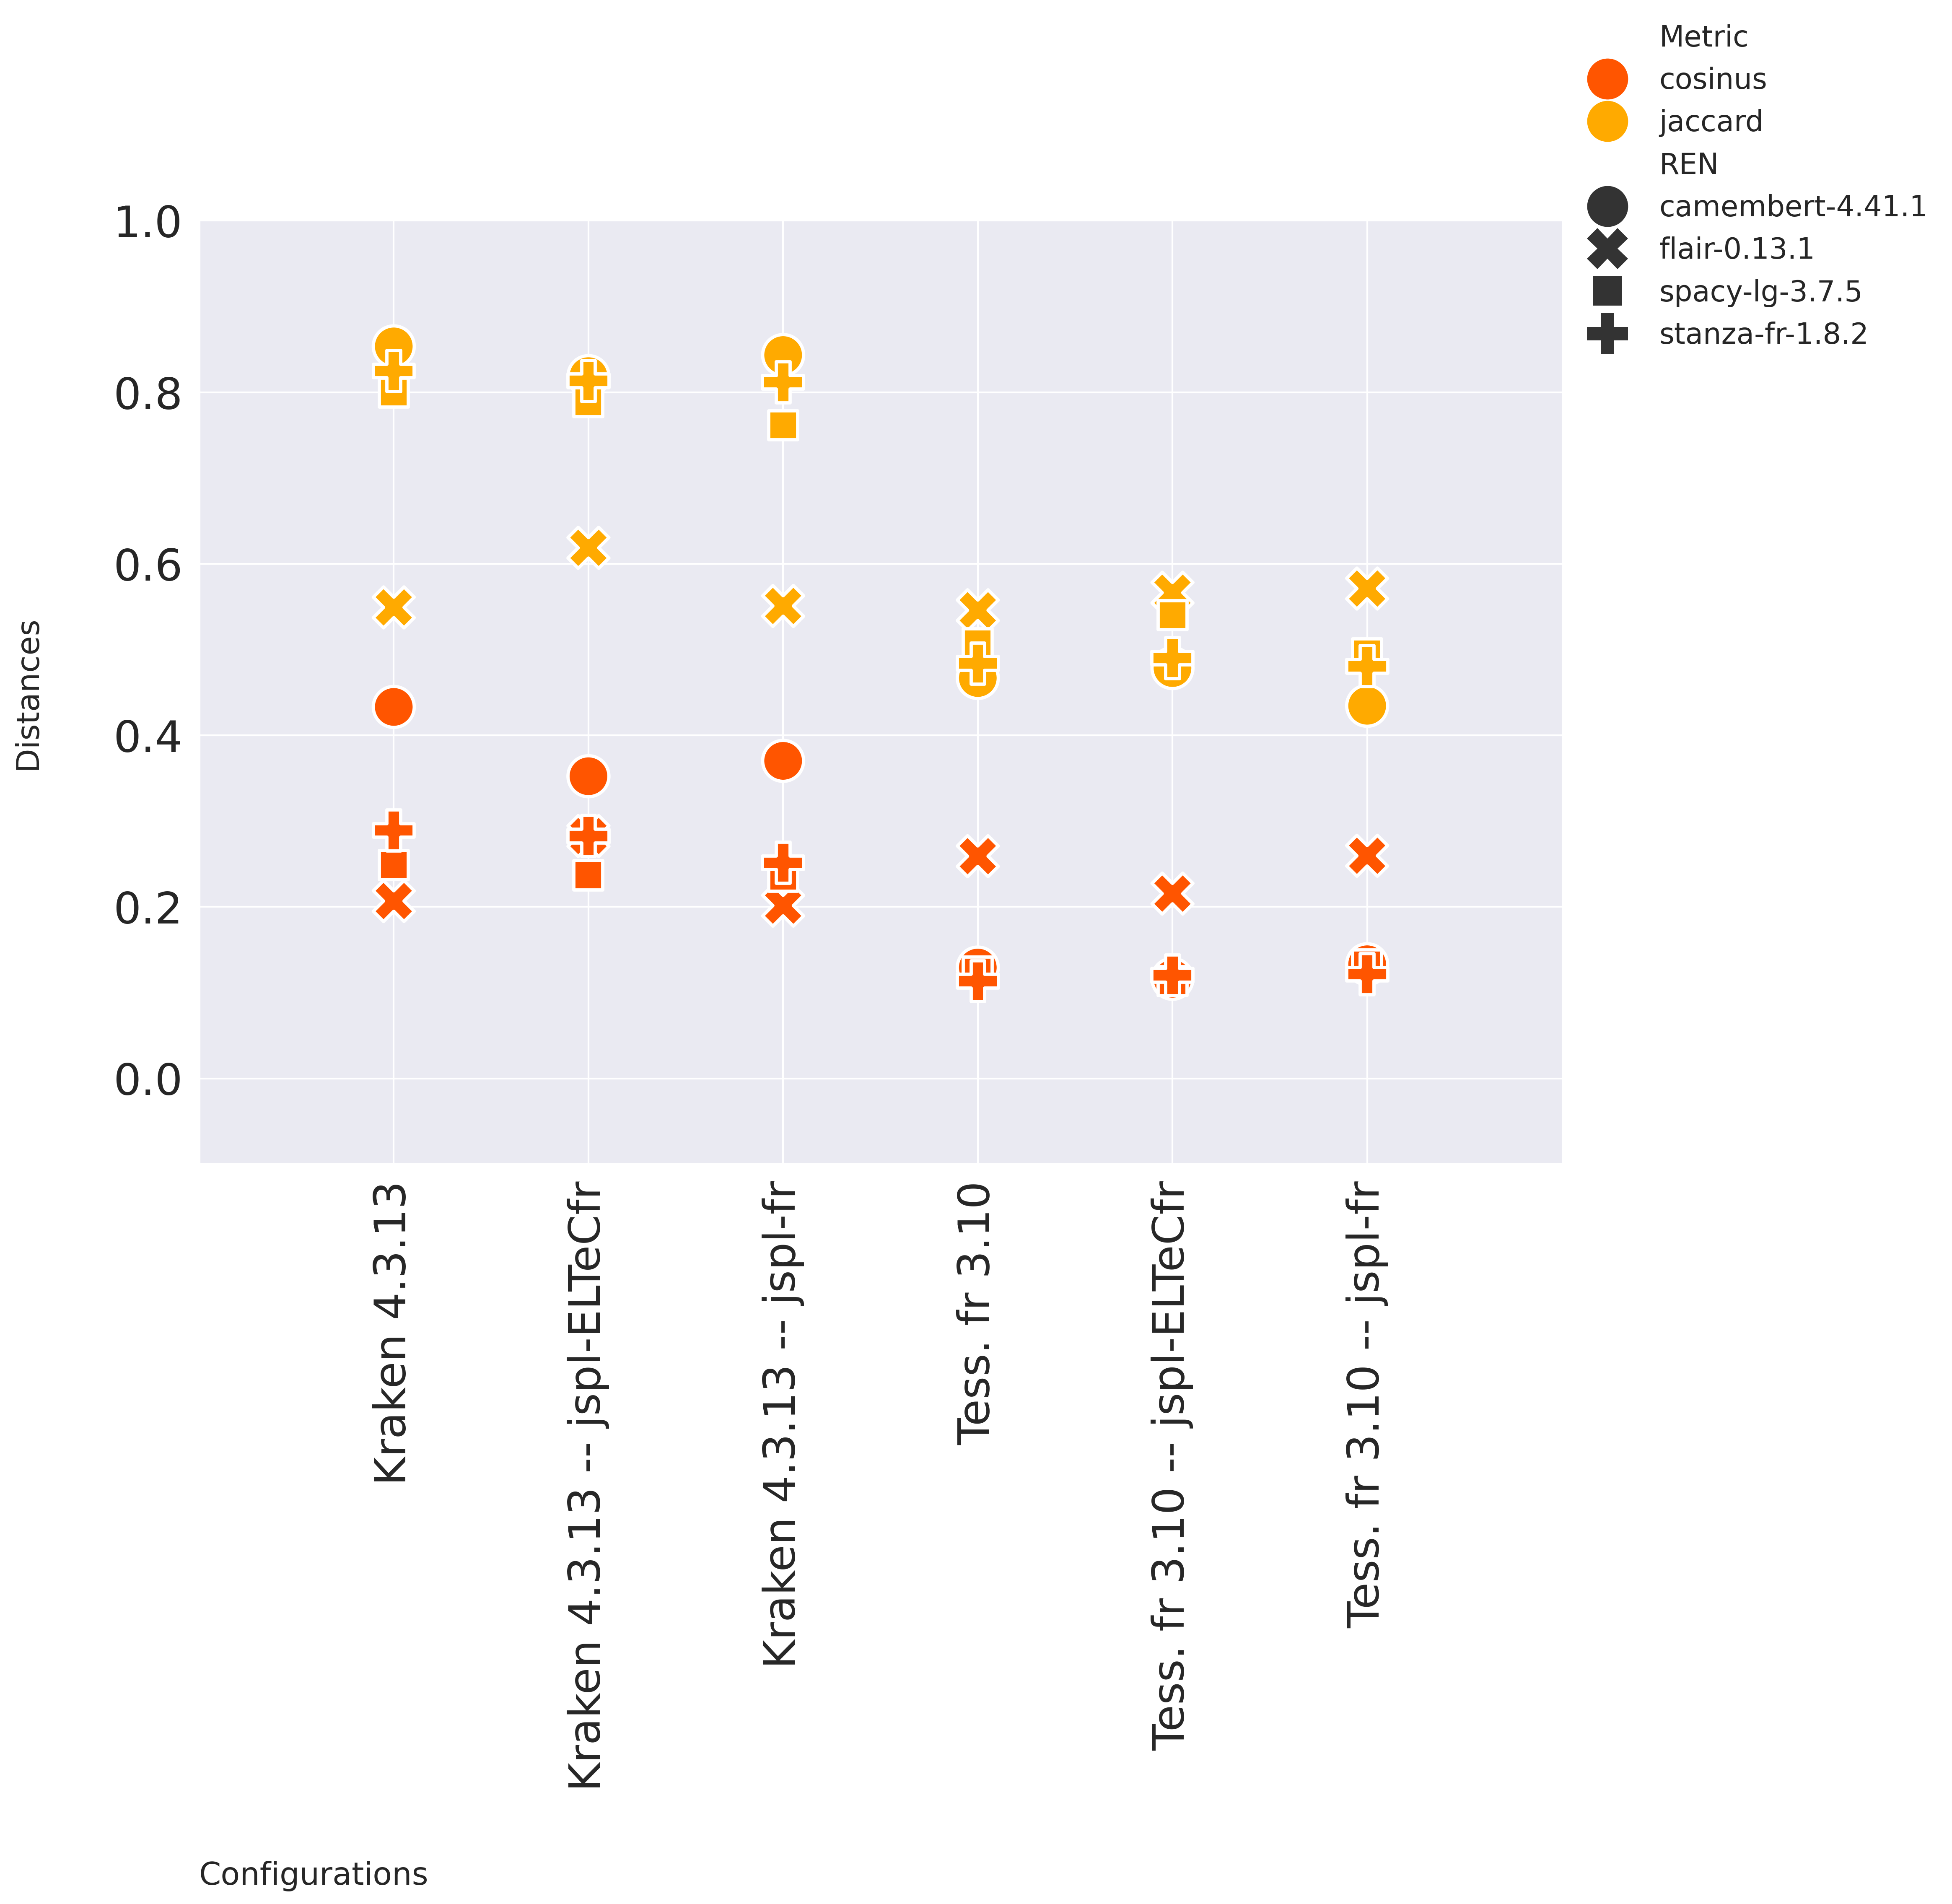 Metric
cosinus
jaccard
REN
camembert-4.41.1
flair-0.13.1
spacy-lg-3.7.5
stanza-fr-1.8.2
1.0
0.8
0.6
0.4
0.2
0.0
Distances
Kraken 4.3.13
Kraken 4.3.13 -- jspl-ELTeCfr
Kraken 4.3.13 -- jspl-fr
Tess. fr 3.10
Tess. fr 3.10 -- jspl-ELTeCfr
Tess. fr 3.10 -- jspl-fr
Configurations